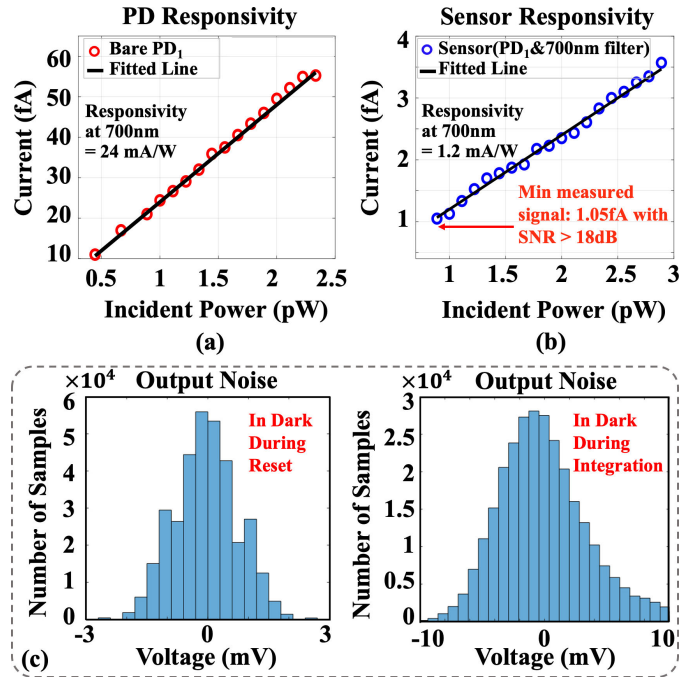 PD Responsivity
Current (fA)
60
50
40
30
20
10
Bare PD₁
Fitted Line
Responsivity
at 700nm
= 24 mA/W
0.5
1.0
1.5
2.0
2.5
Incident Power (pW)
(a)
Sensor Responsivity
Current (fA)
4
3
2
1
Sensor(PD₁&700nm filter)
Fitted Line
Responsivity
at 700nm
= 1.2 mA/W
Min measured
signal: 1.05fA with
SNR > 18dB
1.0
1.5
2.0
2.5
3.0
Incident Power (pW)
(b)
×10⁴
Output Noise
Number of Samples
6
5
4
3
2
1
0
In Dark
During
Reset
-3
0
3
Voltage (mV)
(c)
×10⁴
Output Noise
Number of Samples
3
2.5
2
1.5
1
0.5
0
In Dark
During
Integration
-10
0
10
Voltage (mV)